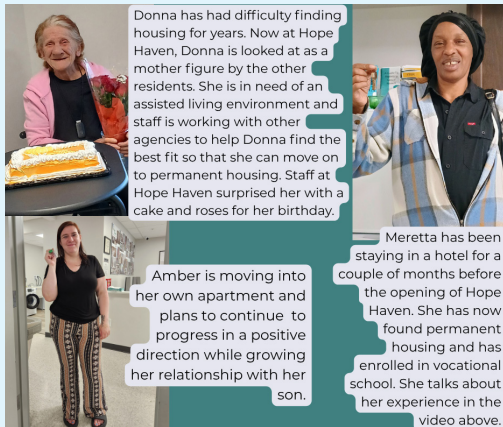 Donna has had difficulty finding
housing for years. Now at Hope
Haven, Donna is looked at as a
mother figure by the other
residents. She is in need of an
assisted living environment and
staff is working with other
agencies to help Donna find the
best fit so that she can move on
to permanent housing. Staff at
Hope Haven surprised her with a
cake and roses for her birthday.
Amber is moving into
her own apartment and
plans to continue to
progress in a positive
direction while growing
her relationship with her
son.
Meretta has been
staying in a hotel for a
couple of months before
the opening of Hope
Haven. She has now
found permanent
housing and has
enrolled in vocational
school. She talks about
her experience in the
video above.